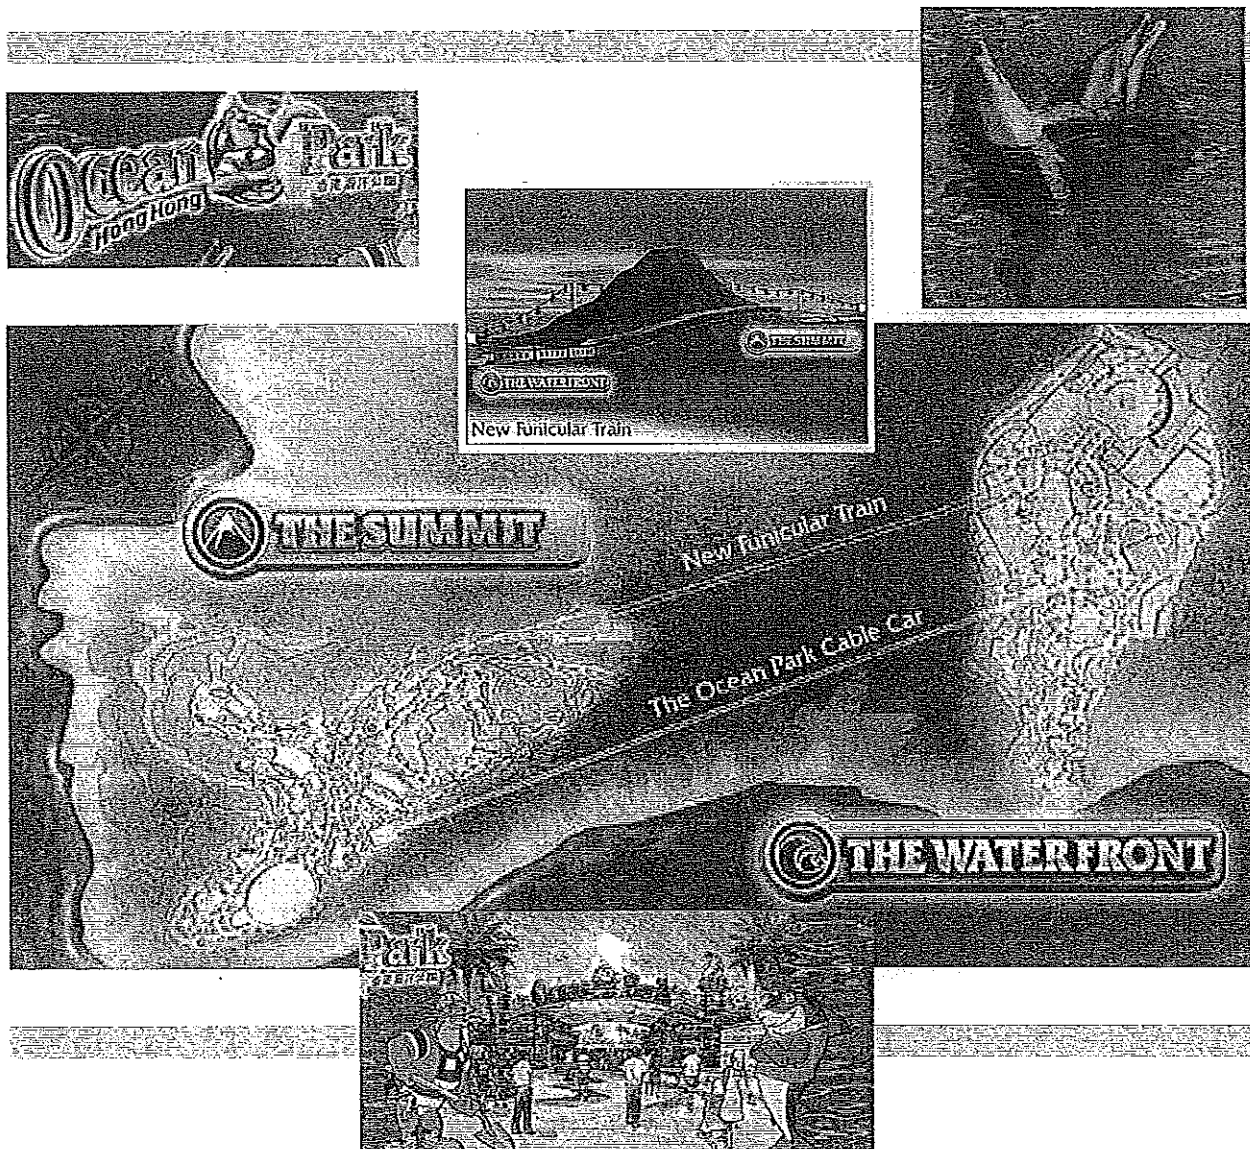 Ocean Park
Hong Kong
THE SUMMIT
THE WATERFRONT
New Funicular Train
THE SUMMIT
New Funicular Train
The Ocean Park Cable Car
THE WATERFRONT
Park